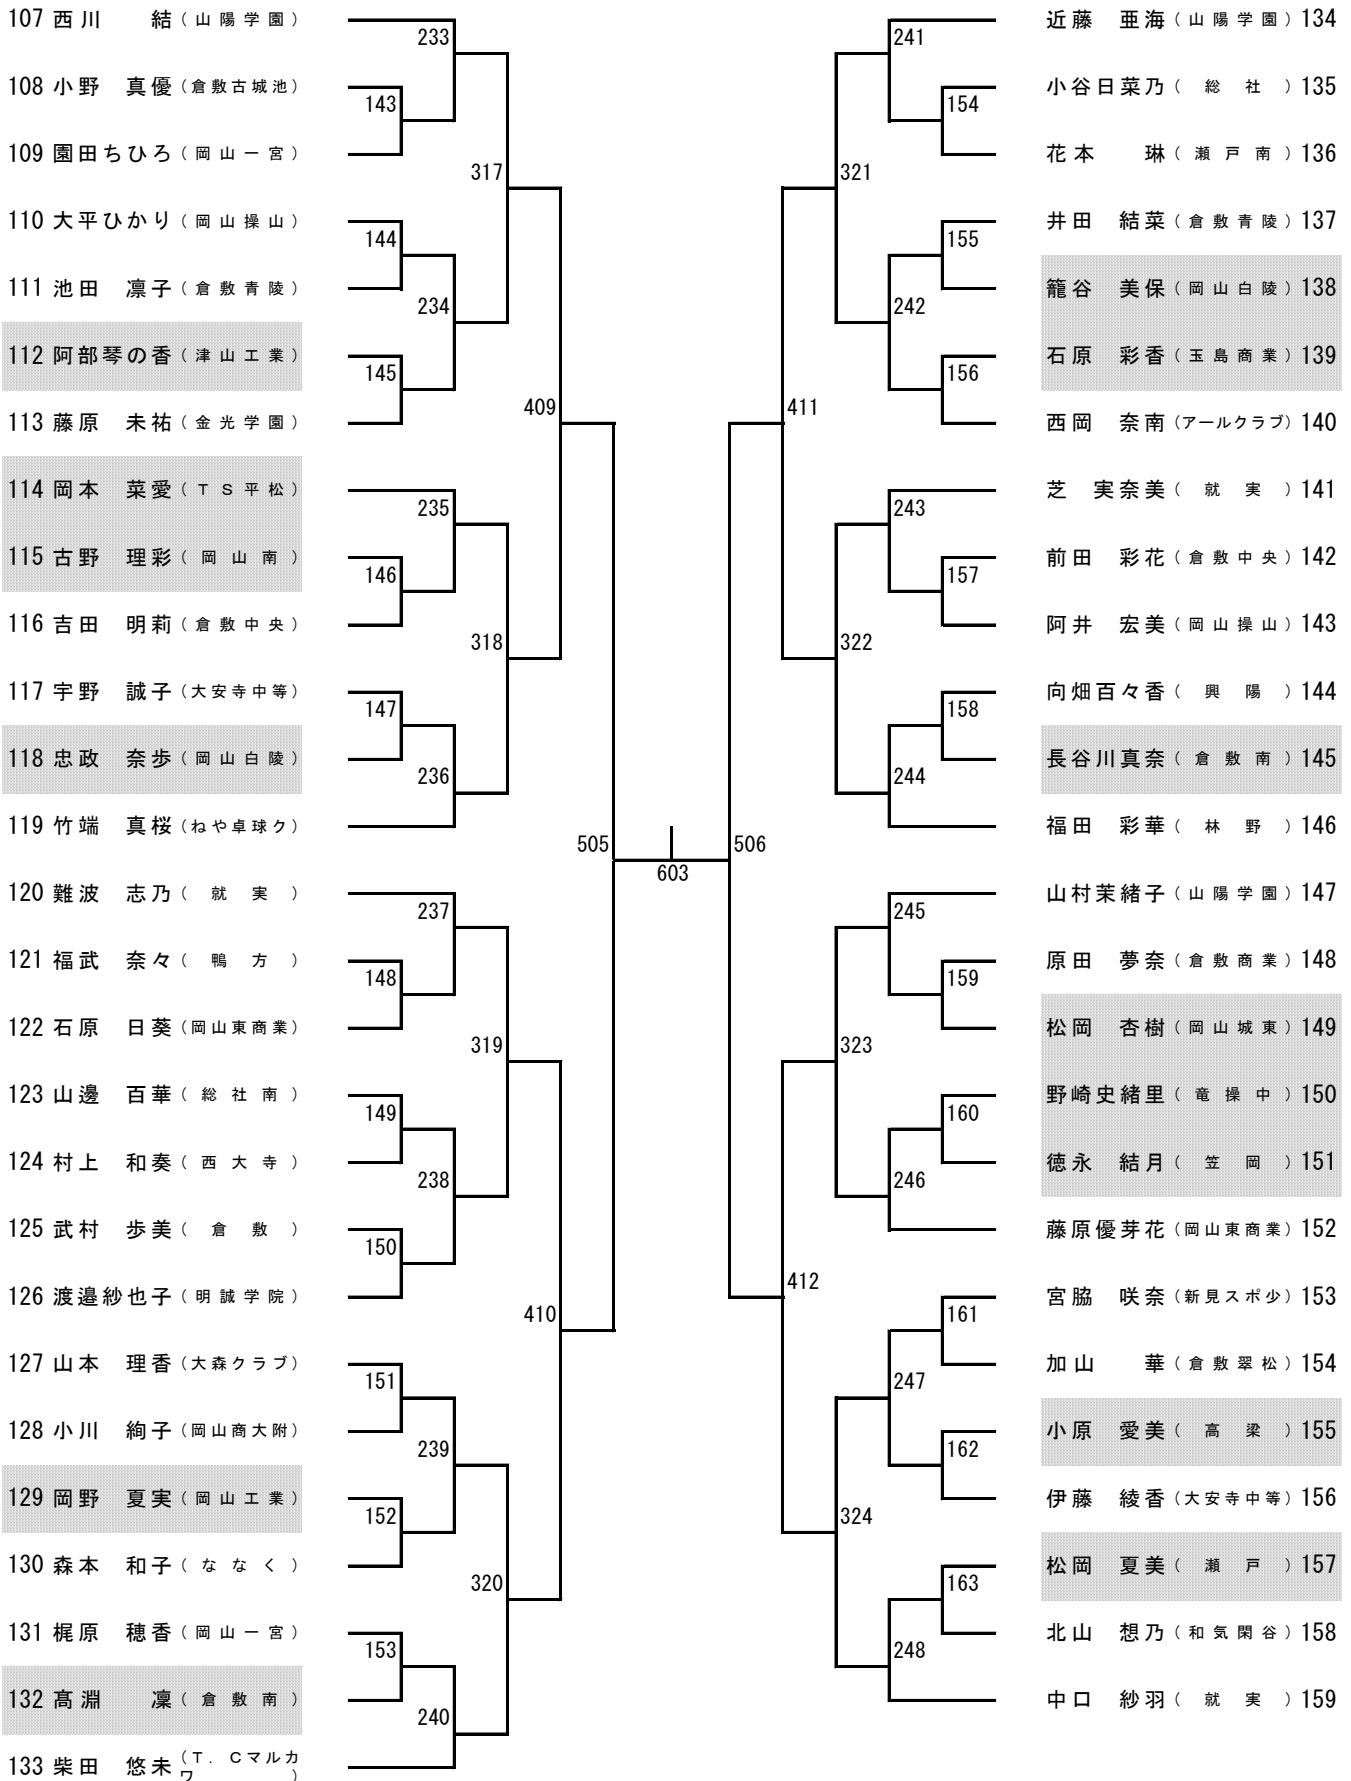 107 西川　　結（山陽学園）
108 小野　真優（倉敷古城池）
109 園田ちひろ（岡山一宮）
110 大平ひかり（岡山操山）
111 池田　凛子（倉敷青陵）
112 阿部琴の香（津山工業）
113 藤原　未祐（金光学園）
114 岡本　菜愛（ＴＳ平松）
115 古野　理彩（岡山南）
116 吉田　明莉（倉敷中央）
117 宇野　誠子（大安寺中等）
118 忠政　奈歩（岡山白陵）
119 竹端　真桜（ねや卓球ク）
120 難波　志乃（就実）
121 福武　奈々（鴨方）
122 石原　日葵（岡山東商業）
123 山邊　百華（総社南）
124 村上　和奏（西大寺）
125 武村　歩美（倉敷）
126 渡邉紗也子（明誠学院）
127 山本　理香（大森クラブ）
128 小川　絢子（岡山商大附）
129 岡野　夏実（岡山工業）
130 森本　和子（ななく）
131 梶原　穂香（岡山一宮）
132 髙淵　　凜（倉敷南）
133 柴田　悠未（Ｔ．Ｃマルカ
ワ）
233
143
317
144
234
145
409
235
146
318
147
236
505
237
148
319
149
238
150
410
151
239
152
320
153
240
603
241
154
321
155
242
156
411
243
157
322
158
244
506
245
159
323
160
246
412
161
247
162
324
163
248
近藤　亜海（山陽学園）134
小谷日菜乃（総社）135
花本　　琳（瀬戸南）136
井田　結菜（倉敷青陵）137
籠谷　美保（岡山白陵）138
石原　彩香（玉島商業）139
西岡　奈南（アールクラブ）140
芝　実奈美（就実）141
前田　彩花（倉敷中央）142
阿井　宏美（岡山操山）143
向畑百々香（興陽）144
長谷川真奈（倉敷南）145
福田　彩華（林野）146
山村茉緒子（山陽学園）147
原田　夢奈（倉敷商業）148
松岡　杏樹（岡山城東）149
野崎史緒里（竜操中）150
徳永　結月（笠岡）151
藤原優芽花（岡山東商業）152
宮脇　咲奈（新見スポ少）153
加山　　華（倉敷翠松）154
小原　愛美（高梁）155
伊藤　綾香（大安寺中等）156
松岡　夏美（瀬戸）157
北山　想乃（和気閑谷）158
中口　紗羽（就実）159